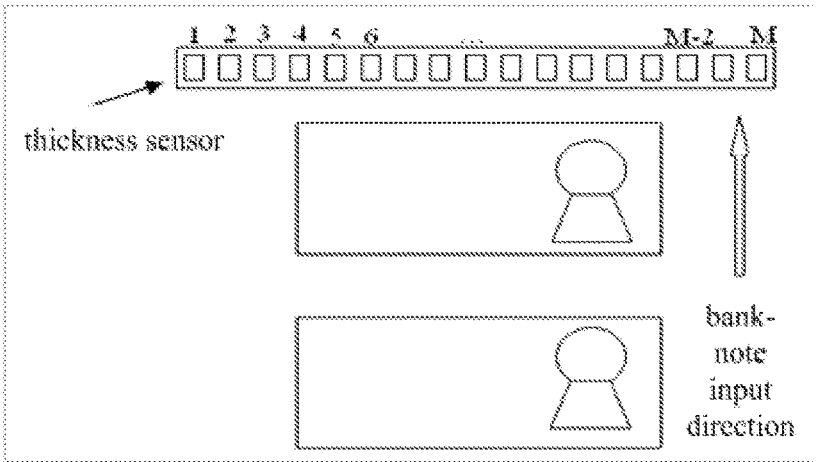 1 2 3 4 5 6 ... M-2 M
thickness sensor
bank-
note
input
direction